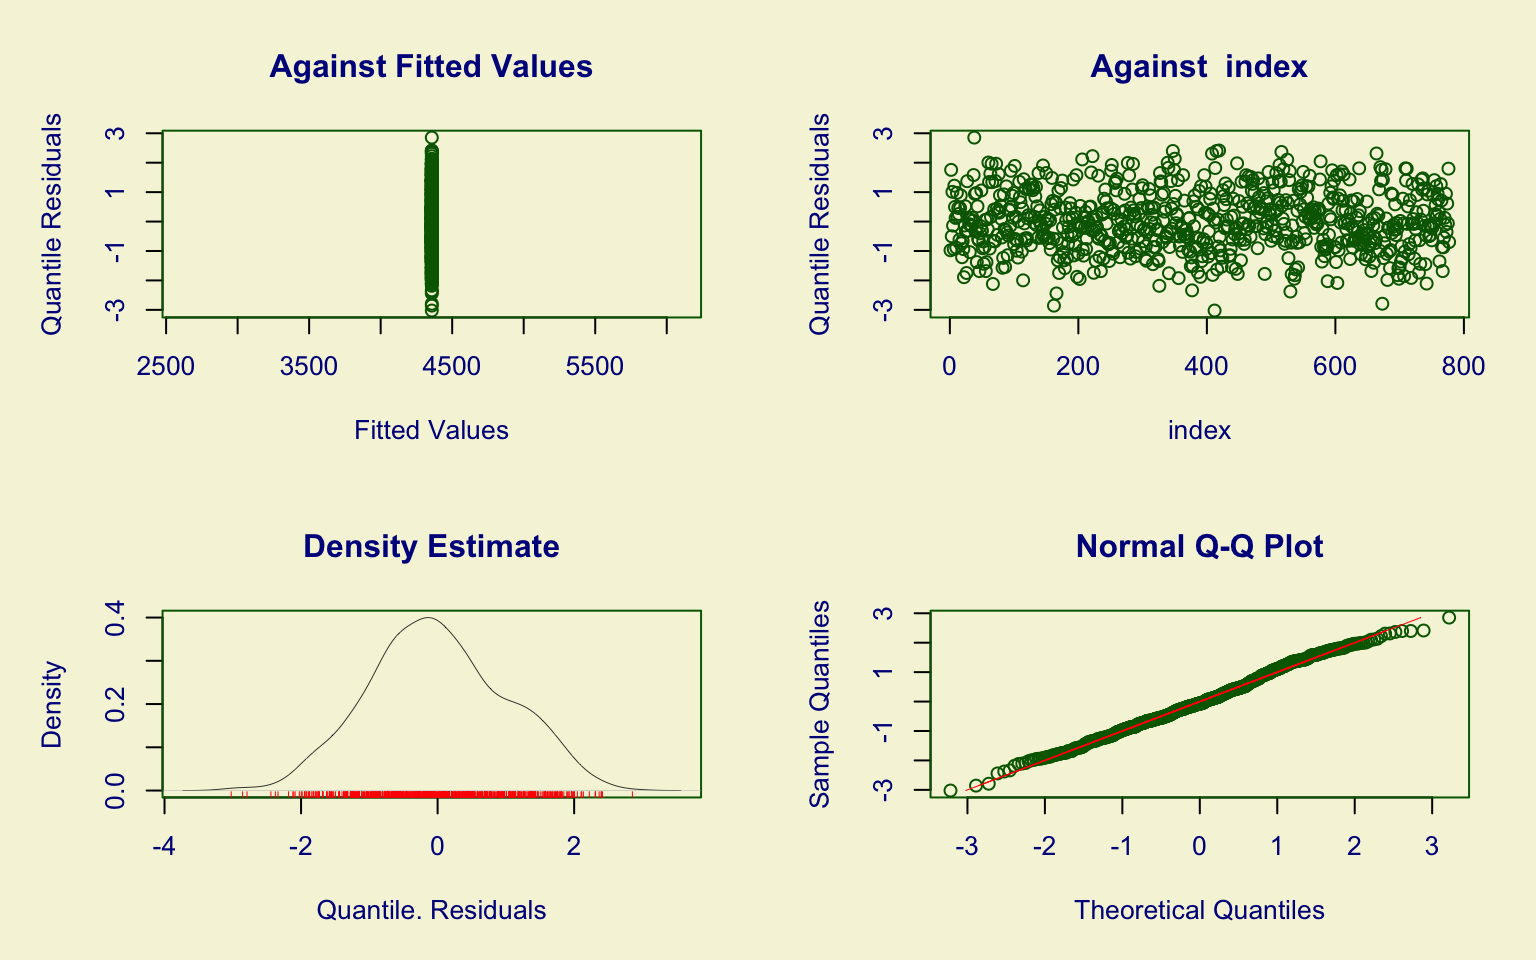 Against Fitted Values
Quantile Residuals
3
1
-1
-3
2500 3500 4500 5500
Fitted Values
Against  index
Quantile Residuals
3
1
-1
-3
0 200 400 600 800
index
Density Estimate
Density
0.4
0.2
0.0
-4 -2 0 2
Quantile. Residuals
Normal Q-Q Plot
Sample Quantiles
3
1
-1
-3
-3 -2 -1 0 1 2 3
Theoretical Quantiles